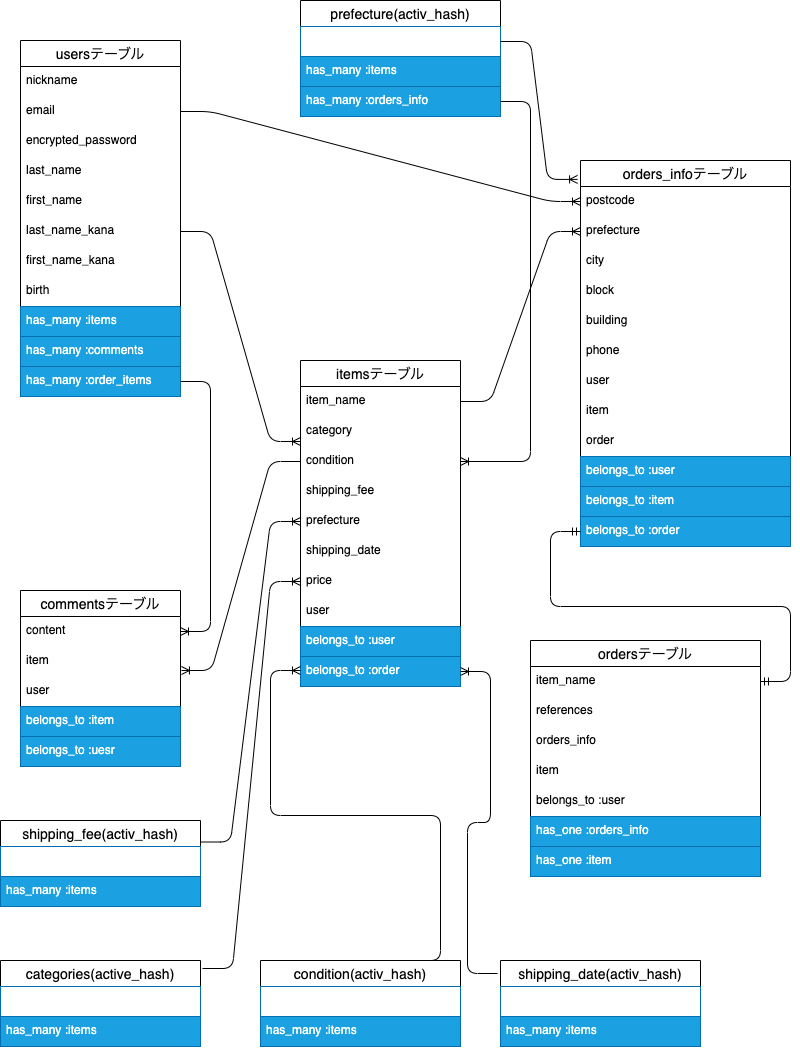 prefecture(activ_hash)
has_many :items
has_many :orders_info
usersテーブル
nickname
email
encrypted_password
last_name
first_name
last_name_kana
first_name_kana
birth
has_many :items
has_many :comments
has_many :order_items
orders_infoテーブル
postcode
prefecture
city
block
building
phone
user
item
order
belongs_to :user
belongs_to :item
belongs_to :order
itemsテーブル
item_name
category
condition
shipping_fee
prefecture
shipping_date
price
user
belongs_to :user
belongs_to :order
commentsテーブル
content
item
user
belongs_to :item
belongs_to :uesr
ordersテーブル
item_name
references
orders_info
item
belongs_to :user
has_one :orders_info
has_one :item
shipping_fee(activ_hash)
has_many :items
categories(active_hash)
has_many :items
condition(activ_hash)
has_many :items
shipping_date(activ_hash)
has_many :items